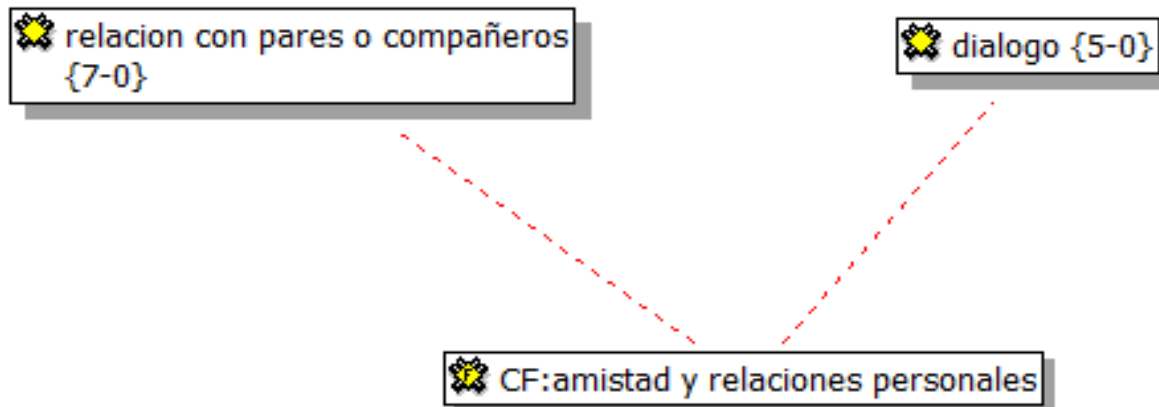 relacion con pares o compañeros
{7-0}
dialogo {5-0}
F
CF:amistad y relaciones personales